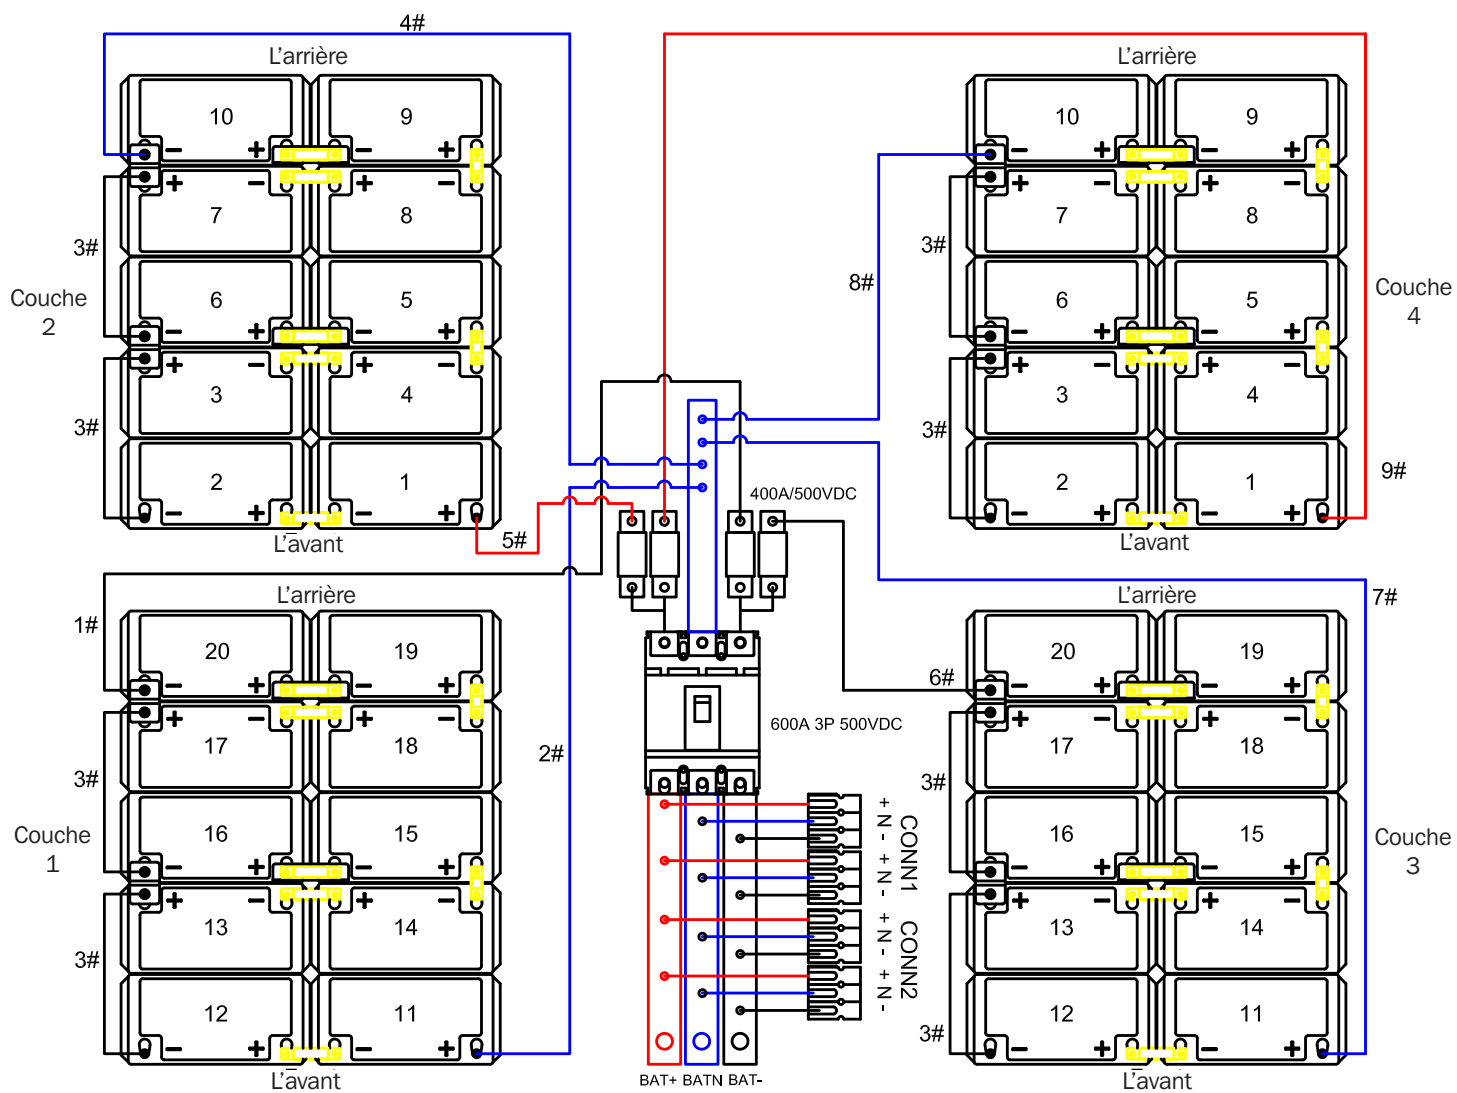 4#
L'arrière
10
9
- + - +
+ - + -
7
8
3#
Couche
2
6
5
- + - +
+ - + -
3
4
3#
2
1
- + - +
L'avant
5#
L'arrière
10
9
- + - +
+ - + -
7
8
3#
8#
Couche
4
6
5
- + - +
+ - + -
3
4
3#
2
1
9#
- + - +
L'avant
400A/500VDC
1#
L'arrière
20
19
- + - +
+ - + -
17
18
3#
2#
Couche
1
16
15
- + - +
+ - + -
13
14
3#
12
11
- + - +
L'avant
600A 3P 500VDC
+ N - + N -
CONN1
+ N - + N -
CONN2
BAT+ BATN BAT-
7#
L'arrière
6#
20
19
- + - +
+ - + -
17
18
3#
Couche
3
16
15
- + - +
+ - + -
13
14
3#
12
11
- + - +
L'avant